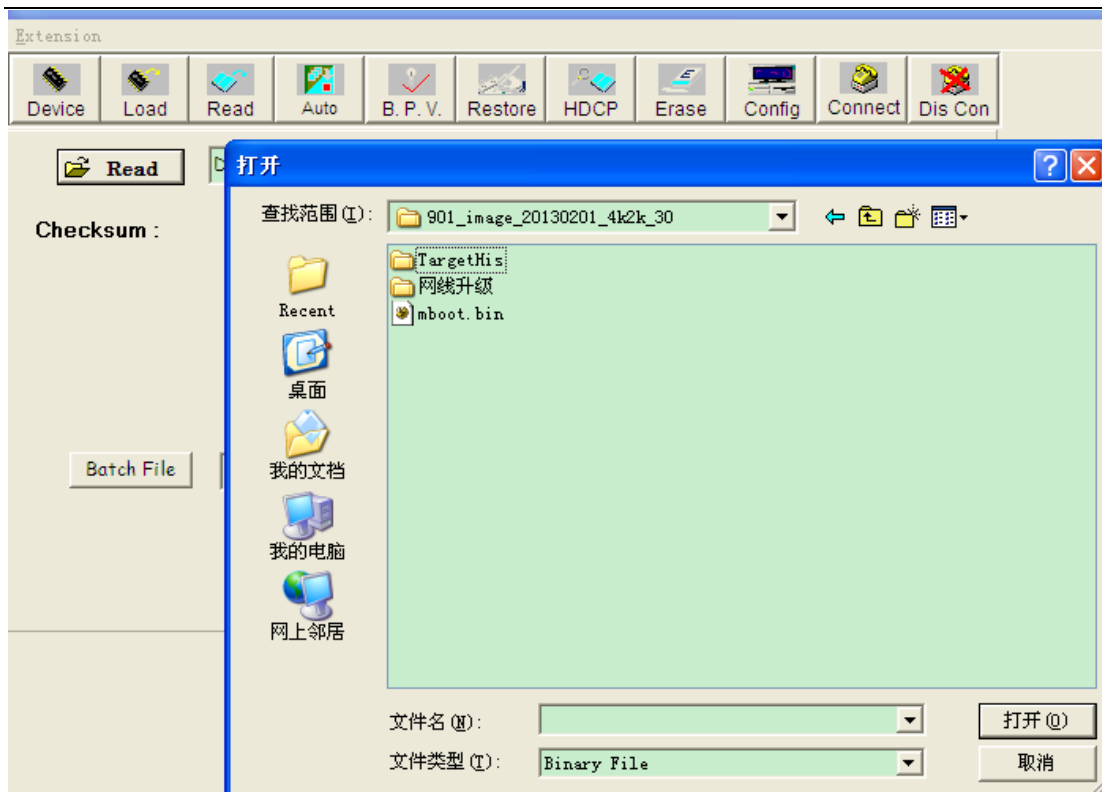 Extension
Device Load Read Auto B.P.V. Restore HDCP Erase Config Connect Dis Con
Read
打开
查找范围(I): 901_image_20130201_4k2k_30
Checksum :
TargetHis
网线升级
mboot.bin
Recent
桌面
我的文档
Batch File
我的电脑
网上邻居
文件名(N):
打开(O)
文件类型(T): Binary File
取消